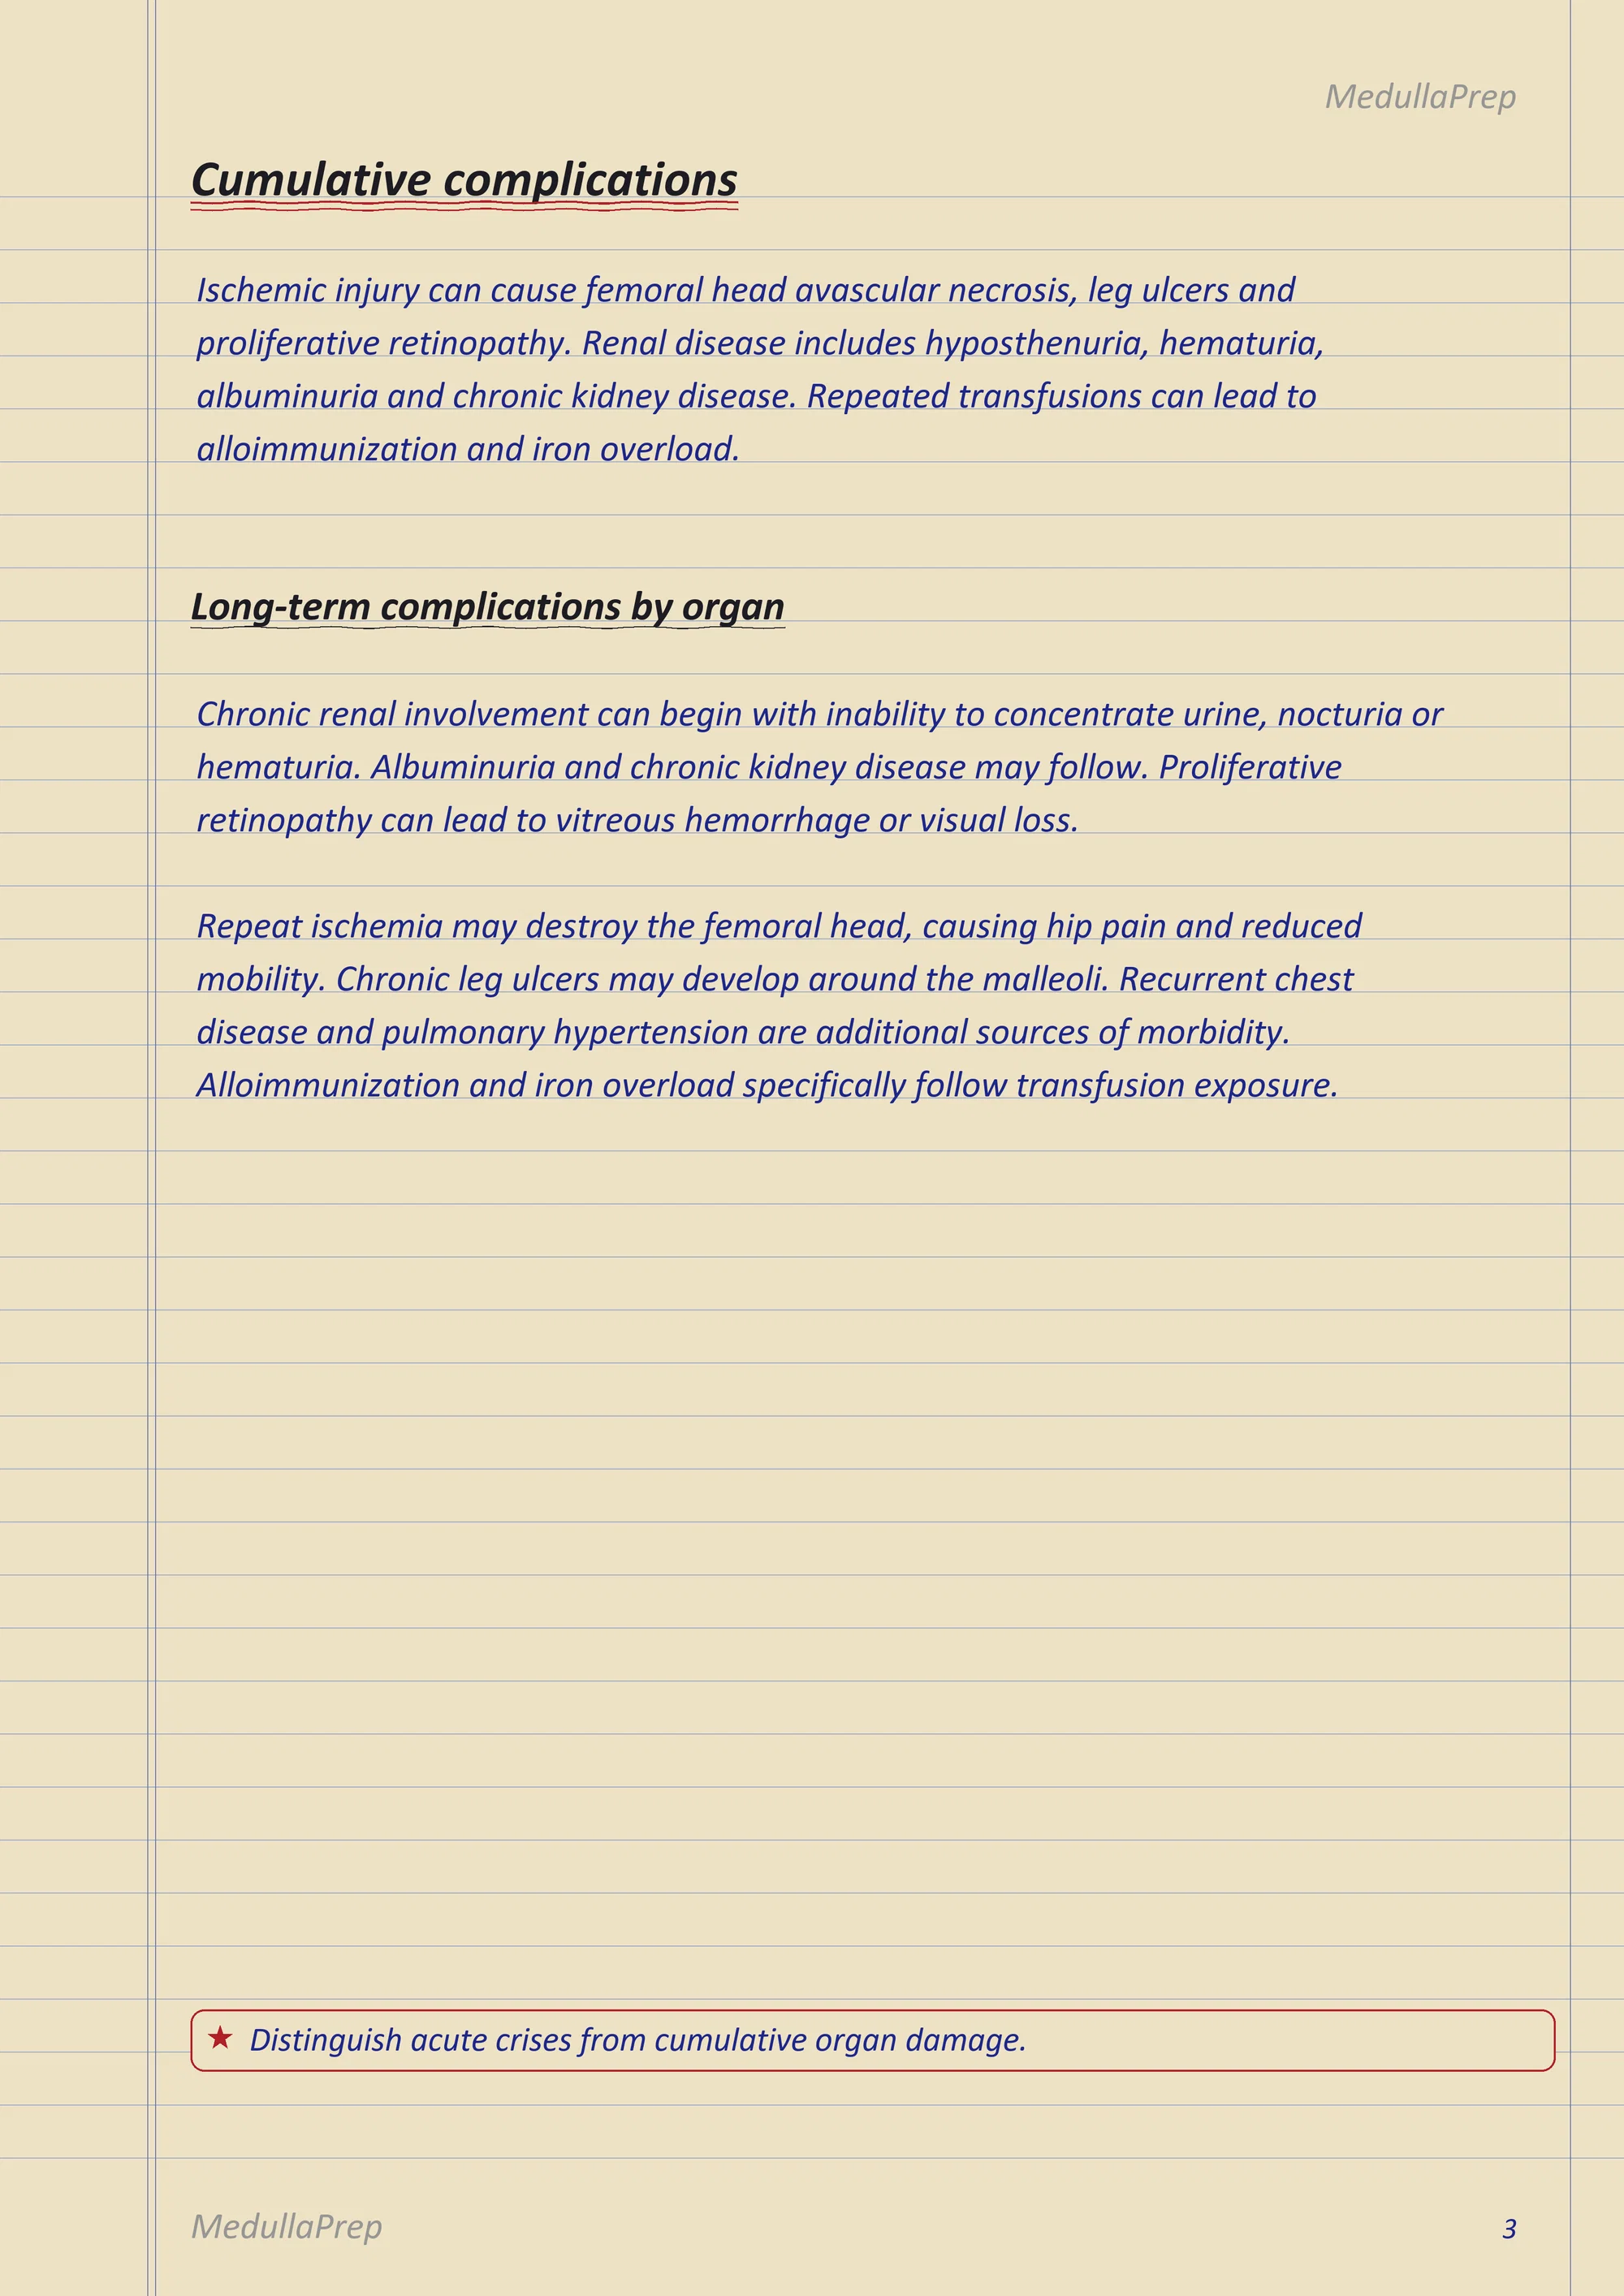 MedullaPrep
Cumulative complications
Ischemic injury can cause femoral head avascular necrosis, leg ulcers and
proliferative retinopathy. Renal disease includes hyposthenuria, hematuria,
albuminuria and chronic kidney disease. Repeated transfusions can lead to
alloimmunization and iron overload.
Long-term complications by organ
Chronic renal involvement can begin with inability to concentrate urine, nocturia or
hematuria. Albuminuria and chronic kidney disease may follow. Proliferative
retinopathy can lead to vitreous hemorrhage or visual loss.
Repeat ischemia may destroy the femoral head, causing hip pain and reduced
mobility. Chronic leg ulcers may develop around the malleoli. Recurrent chest
disease and pulmonary hypertension are additional sources of morbidity.
Alloimmunization and iron overload specifically follow transfusion exposure.
★ Distinguish acute crises from cumulative organ damage.
MedullaPrep
3